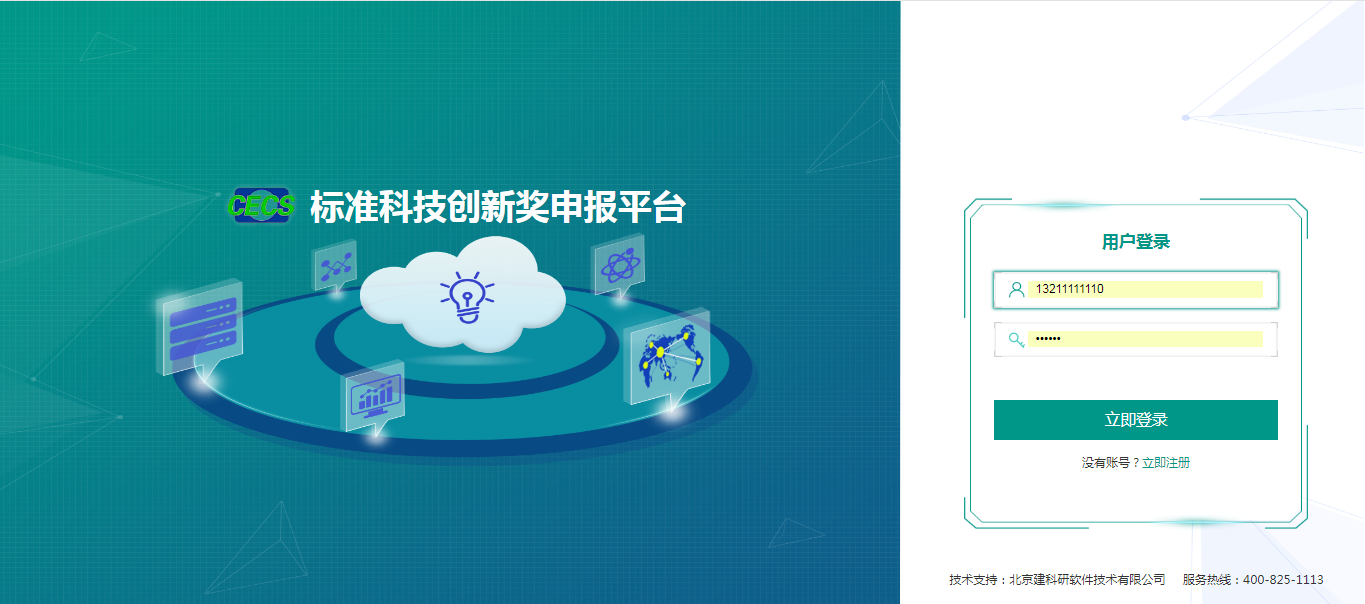 CECS 标准科技创新奖申报平台
用户登录
13211111110
••••••
立即登录
没有账号？立即注册
技术支持：北京建科研软件技术有限公司 服务热线：400-825-1113